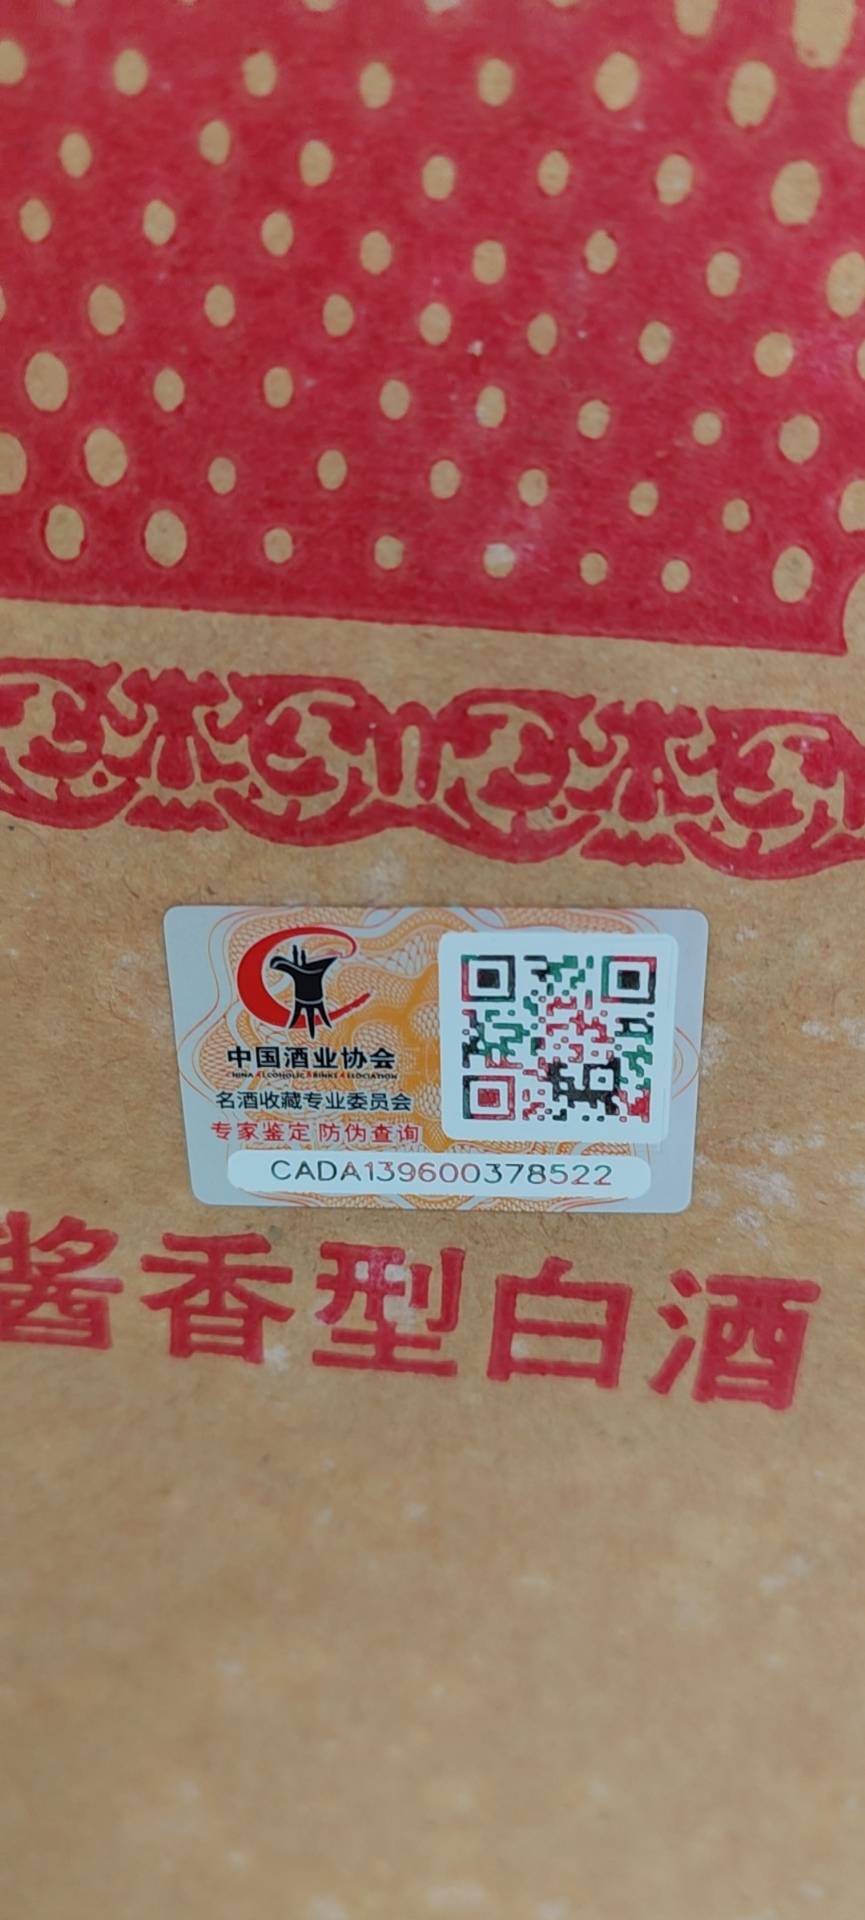 中国酒业协会
名酒收藏专业委员会
专家鉴定 防伪查询
CADA139600378522
酱香型白酒